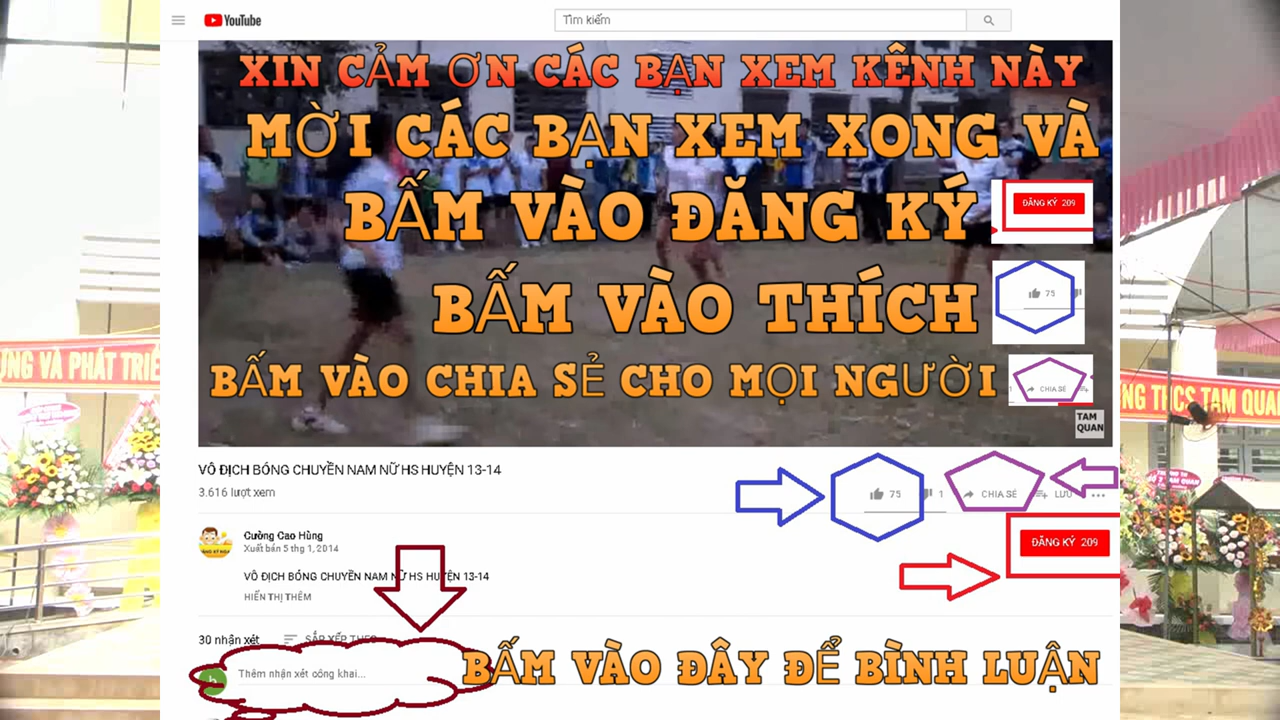 YouTube
Tìm kiếm
XIN CẢM ƠN CÁC BẠN XEM KÊNH NÀY
MỜI CÁC BẠN XEM XONG VÀ
BẤM VÀO ĐĂNG KÝ
ĐĂNG KÝ 209
BẤM VÀO THÍCH
75
BẤM VÀO CHIA SẺ CHO MỌI NGƯỜI
CHIA SẺ
TAM
QUAN
ỰNG VÀ PHÁT TRIỂ
NG THCS TAM QUAN
VÔ ĐỊCH BÓNG CHUYỀN NAM NỮ HS HUYỆN 13-14
3.616 lượt xem
75
1
CHIA SẺ
LƯU
Cường Cao Hùng
Xuất bản 5 thg 1, 2014
ĐĂNG KÝ 209
VÔ ĐỊCH BÓNG CHUYỀN NAM NỮ HS HUYỆN 13-14
HIỂN THỊ THÊM
30 nhận xét
SẮP XẾP THEO
Thêm nhận xét công khai...
BẤM VÀO ĐÂY ĐỂ BÌNH LUẬN